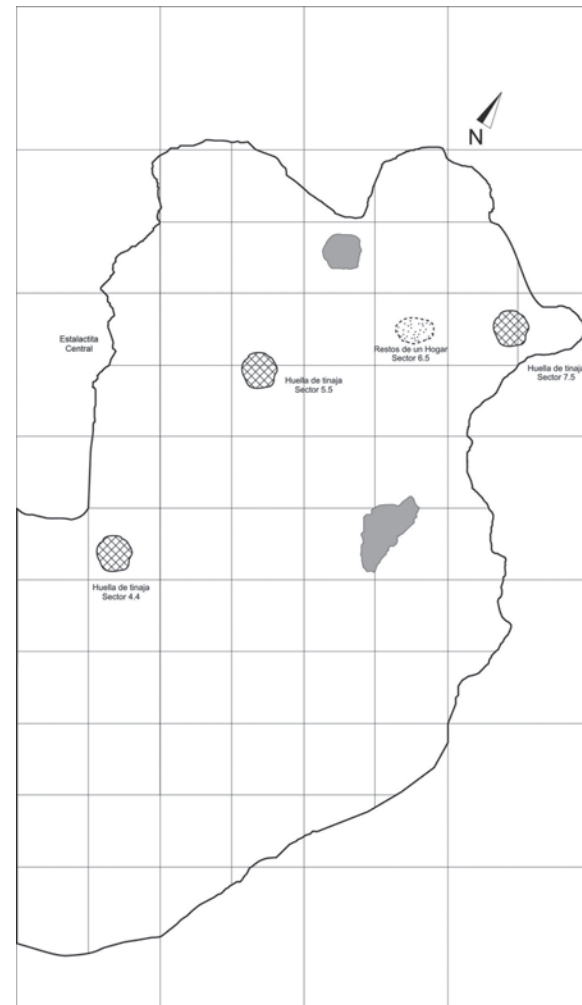 N
Estalactita
Central
Restos de un Hogar
Sector 6.5
Huella de tinaja
Sector 5.5
Huella de tinaja
Sector 7.5
Huella de tinaja
Sector 4.4